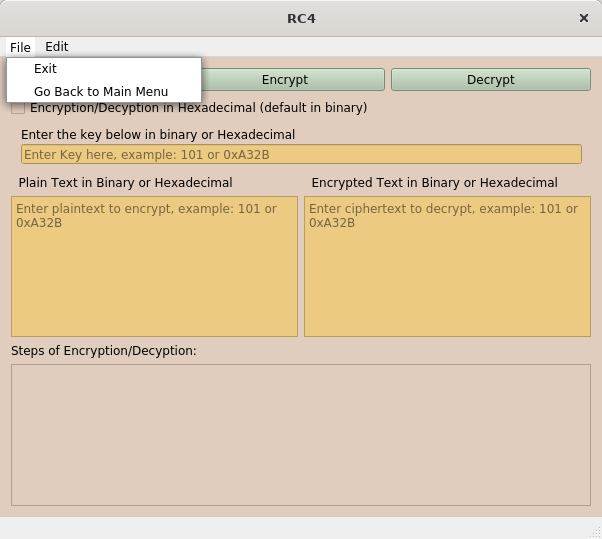 RC4
File Edit
Exit
Go Back to Main Menu
Encrypt
Decrypt
Encryption/Decryption in Hexadecimal (default in binary)
Enter the key below in binary or Hexadecimal
Enter Key here, example: 101 or 0xA32B
Plain Text in Binary or Hexadecimal
Encrypted Text in Binary or Hexadecimal
Enter plaintext to encrypt, example: 101 or
0xA32B
Enter ciphertext to decrypt, example: 101 or
0xA32B
Steps of Encryption/Decyption: